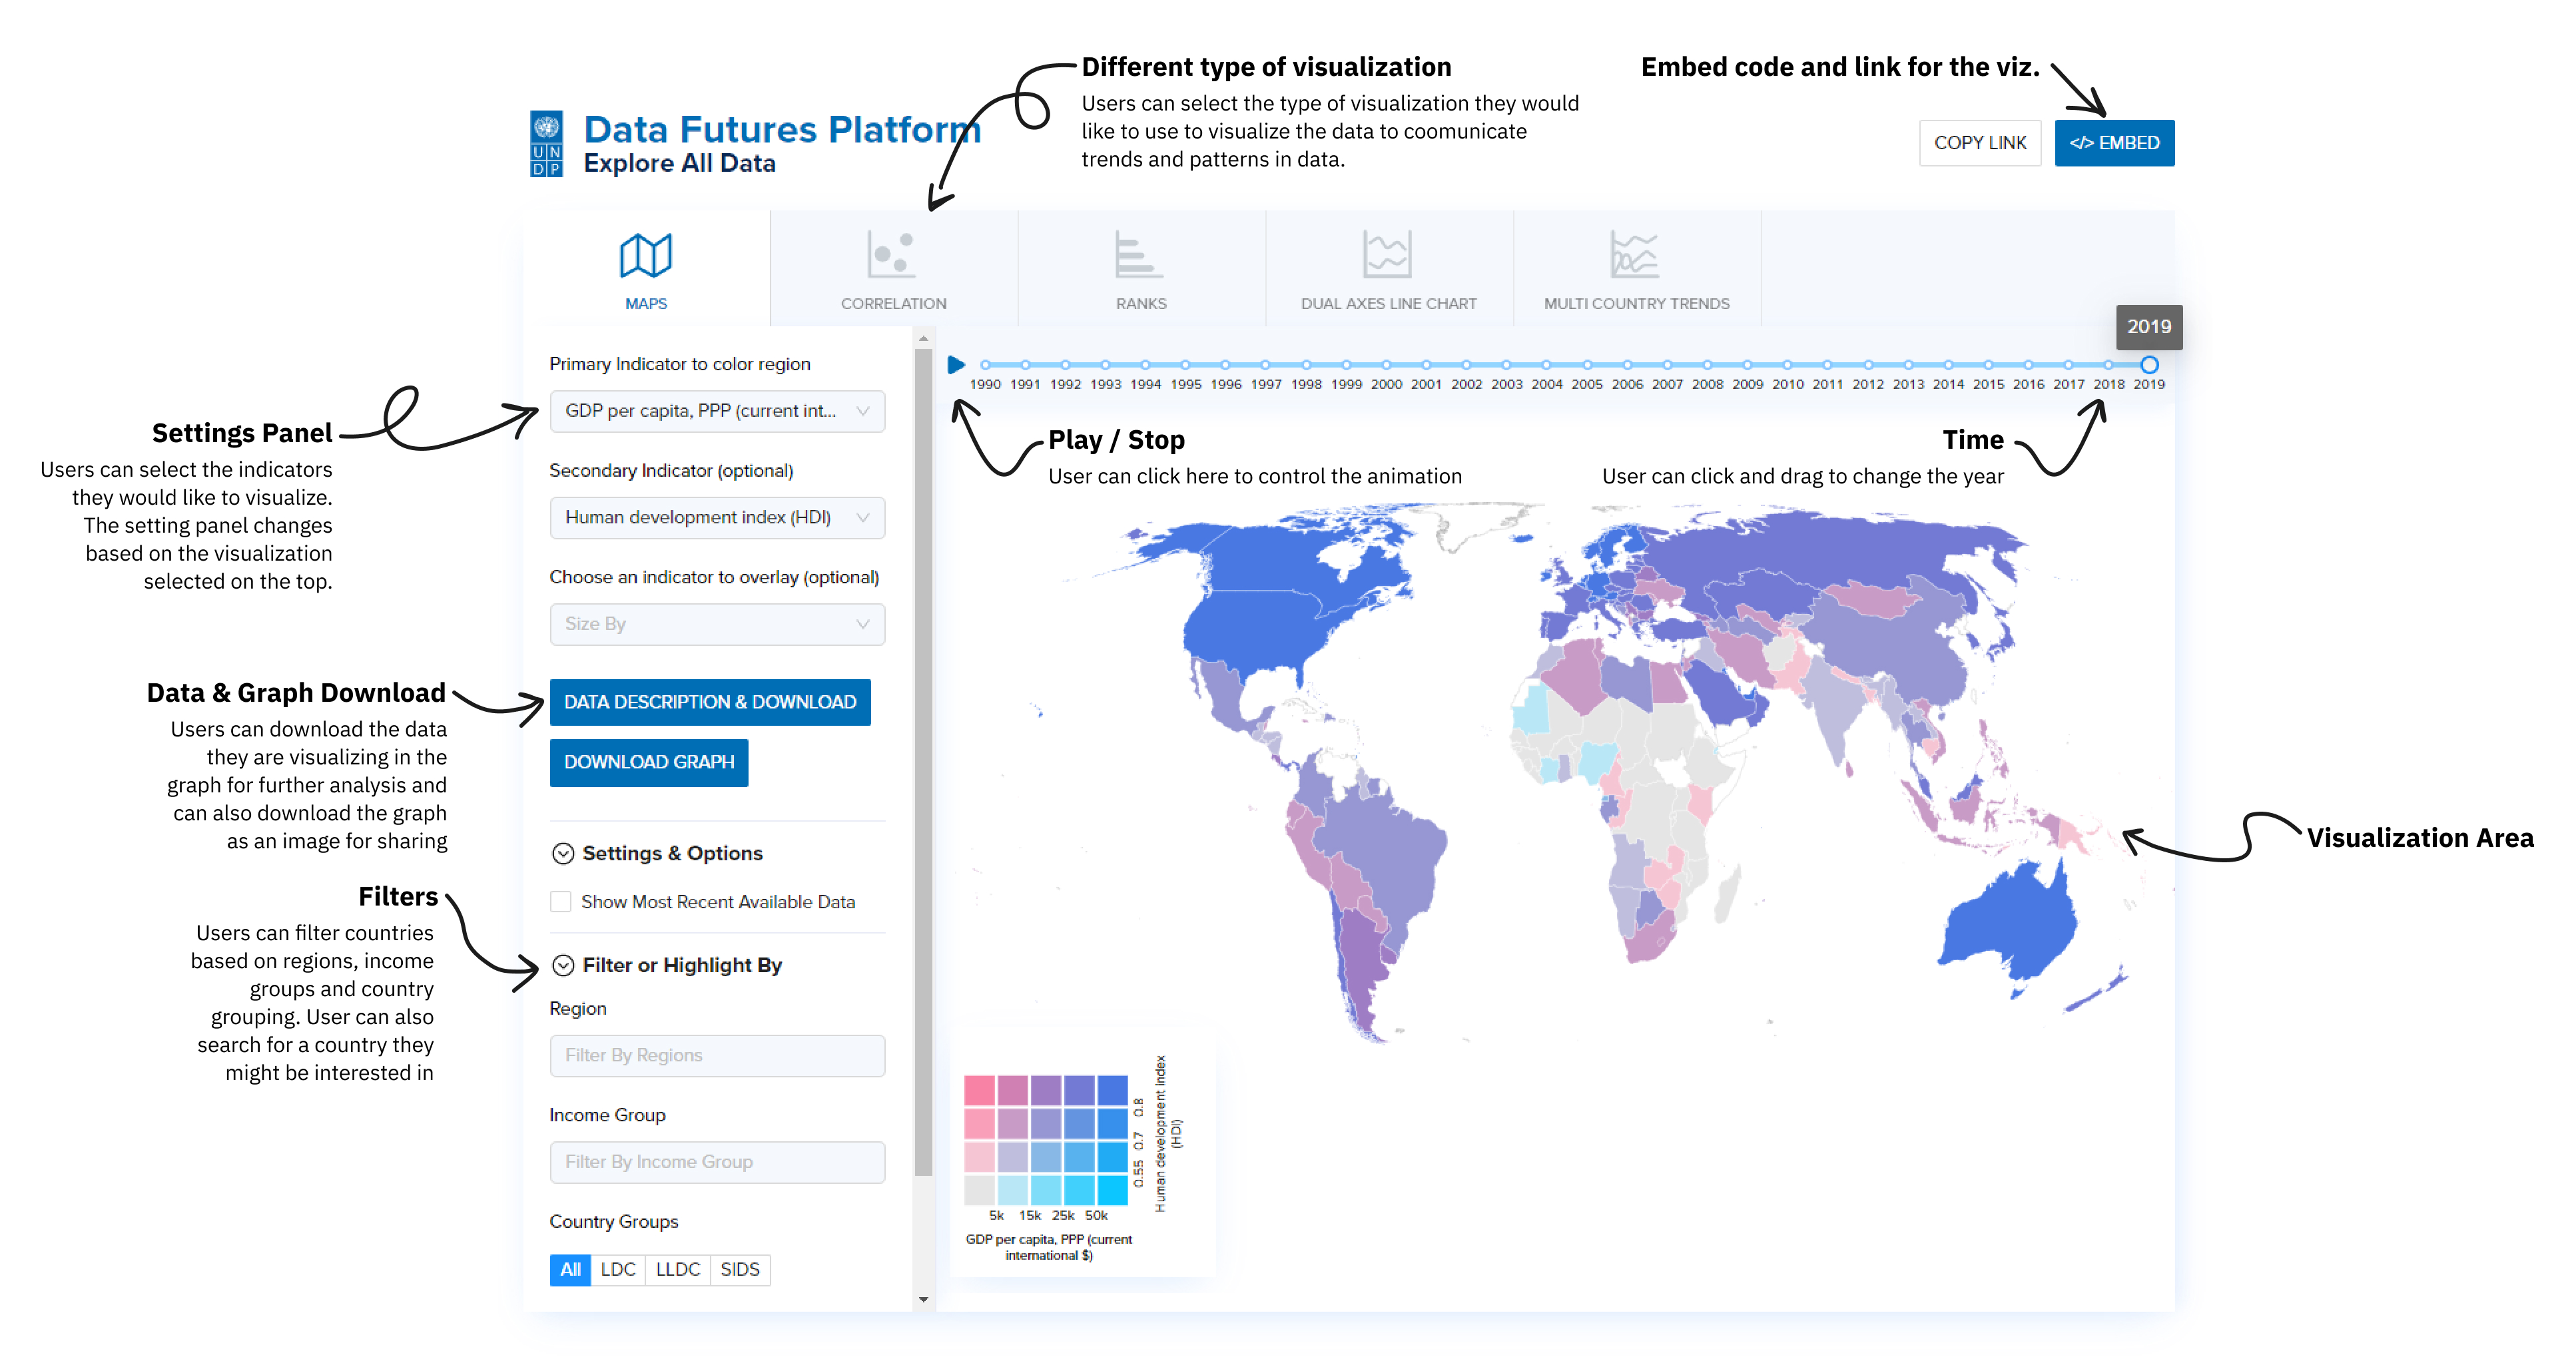 Different type of visualization
Users can select the type of visualization they would
like to use to visualize the data to coomunicate
trends and patterns in data.
Embed code and link for the viz.
UN
DP
Data Futures Platform
Explore All Data
COPY LINK
</> EMBED
MAPS
CORRELATION
RANKS
DUAL AXES LINE CHART
MULTI COUNTRY TRENDS
2019
1990 1991 1992 1993 1994 1995 1996 1997 1998 1999 2000 2001 2002 2003 2004 2005 2006 2007 2008 2009 2010 2011 2012 2013 2014 2015 2016 2017 2018 2019
Settings Panel
Users can select the indicators
they would like to visualize.
The setting panel changes
based on the visualization
selected on the top.
Primary Indicator to color region
GDP per capita, PPP (current int...
Secondary Indicator (optional)
Human development index (HDI)
Choose an indicator to overlay (optional)
Size By
Play / Stop
User can click here to control the animation
Time
User can click and drag to change the year
Data & Graph Download
Users can download the data
they are visualizing in the
graph for further analysis and
can also download the graph
as an image for sharing
DATA DESCRIPTION & DOWNLOAD
DOWNLOAD GRAPH
Settings & Options
Show Most Recent Available Data
Visualization Area
Filters
Users can filter countries
based on regions, income
groups and country
grouping. User can also
search for a country they
might be interested in
Filter or Highlight By
Region
Filter By Regions
Income Group
Filter By Income Group
Country Groups
All LDC LLDC SIDS
0.55 0.7 0.8
Human development index
(HDI)
5k 15k 25k 50k
GDP per capita, PPP (current
international $)